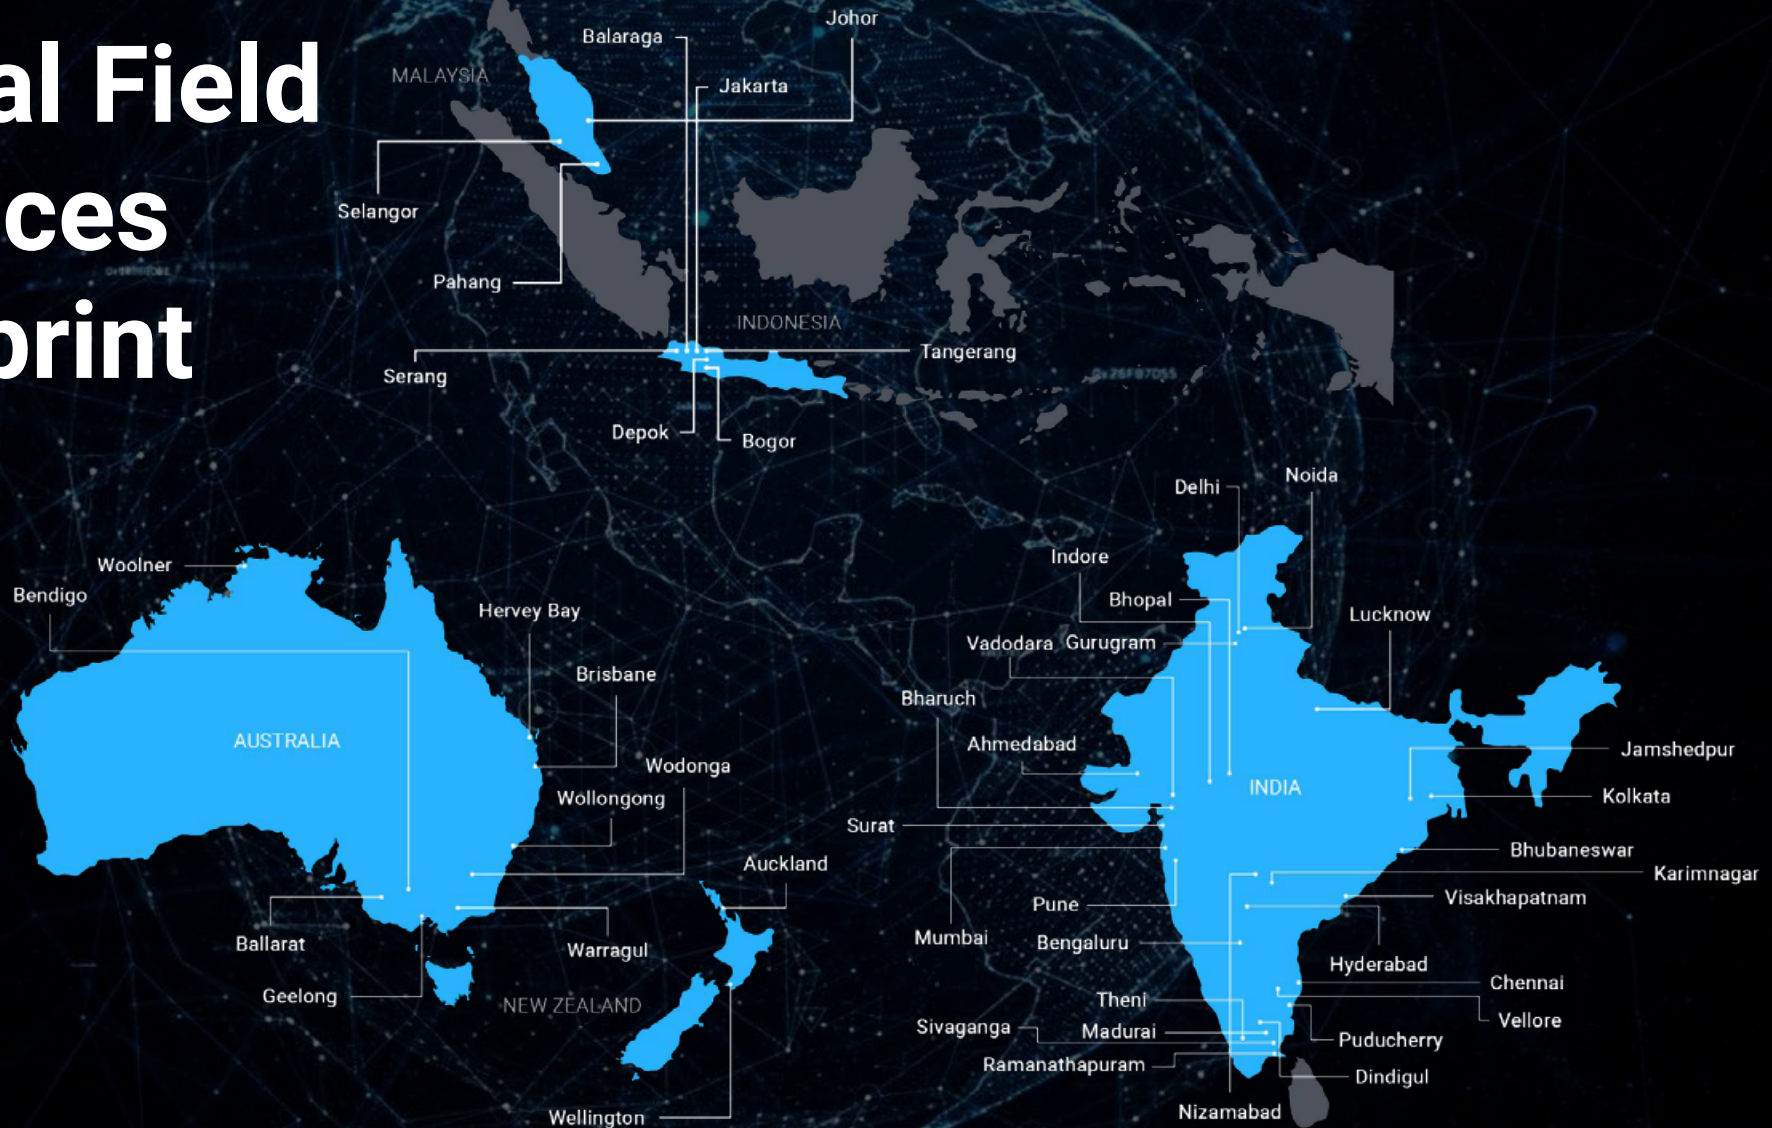 al Field
ces
print
Johor
Balaraga
MALAYSIA
Jakarta
Selangor
Pahang
INDONESIA
Tangerang
Serang
Depok
Bogor
Noida
Delhi
Indore
Woolner
Bendigo
Bhopal
Hervey Bay
Lucknow
Vadodara
Gurugram
Brisbane
Bharuch
AUSTRALIA
Ahmedabad
Jamshedpur
Wodonga
INDIA
Wollongong
Kolkata
Surat
Bhubaneswar
Auckland
Karimnagar
Visakhapatnam
Pune
Mumbai
Bengaluru
Ballarat
Warragul
Hyderabad
Chennai
Geelong
Theni
NEW ZEALAND
Vellore
Sivaganga
Madurai
Puducherry
Ramanathapuram
Dindigul
Nizamabad
Wellington